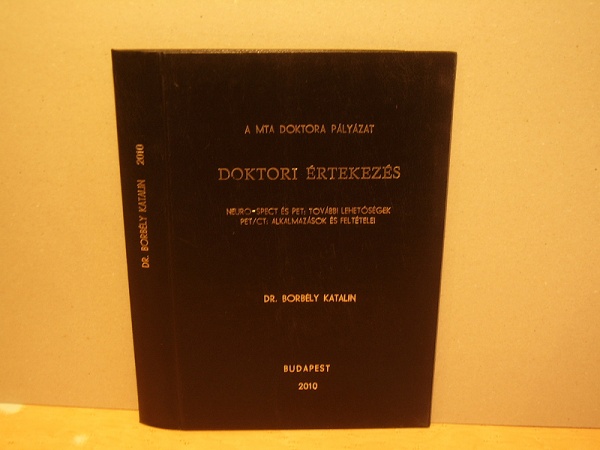 DR. BORBÉLY KATALIN 2010
A MTA DOKTORA PÁLYÁZAT
DOKTORI ÉRTEKEZÉS
NEURO-SPECT ÉS PET: TOVÁBBI LEHETŐSÉGEK
PET/CT: ALKALMAZÁSOK ÉS FELTÉTELEI
DR. BORBÉLY KATALIN
BUDAPEST
2010